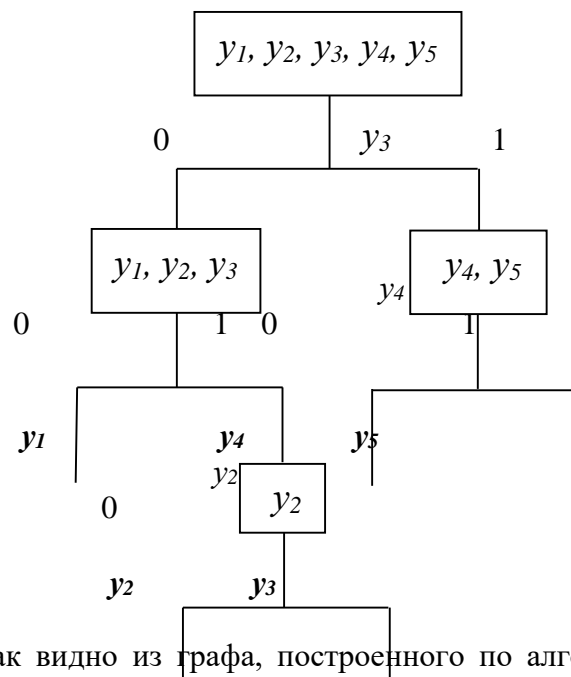 y1, y2, y3, y4, y5
0 y3 1
y1, y2, y3
y4, y5
y4
0 1 0 1
y1 y4 y5
y2
y2
0
y2 y3
ак видно из графа, построенного по алг